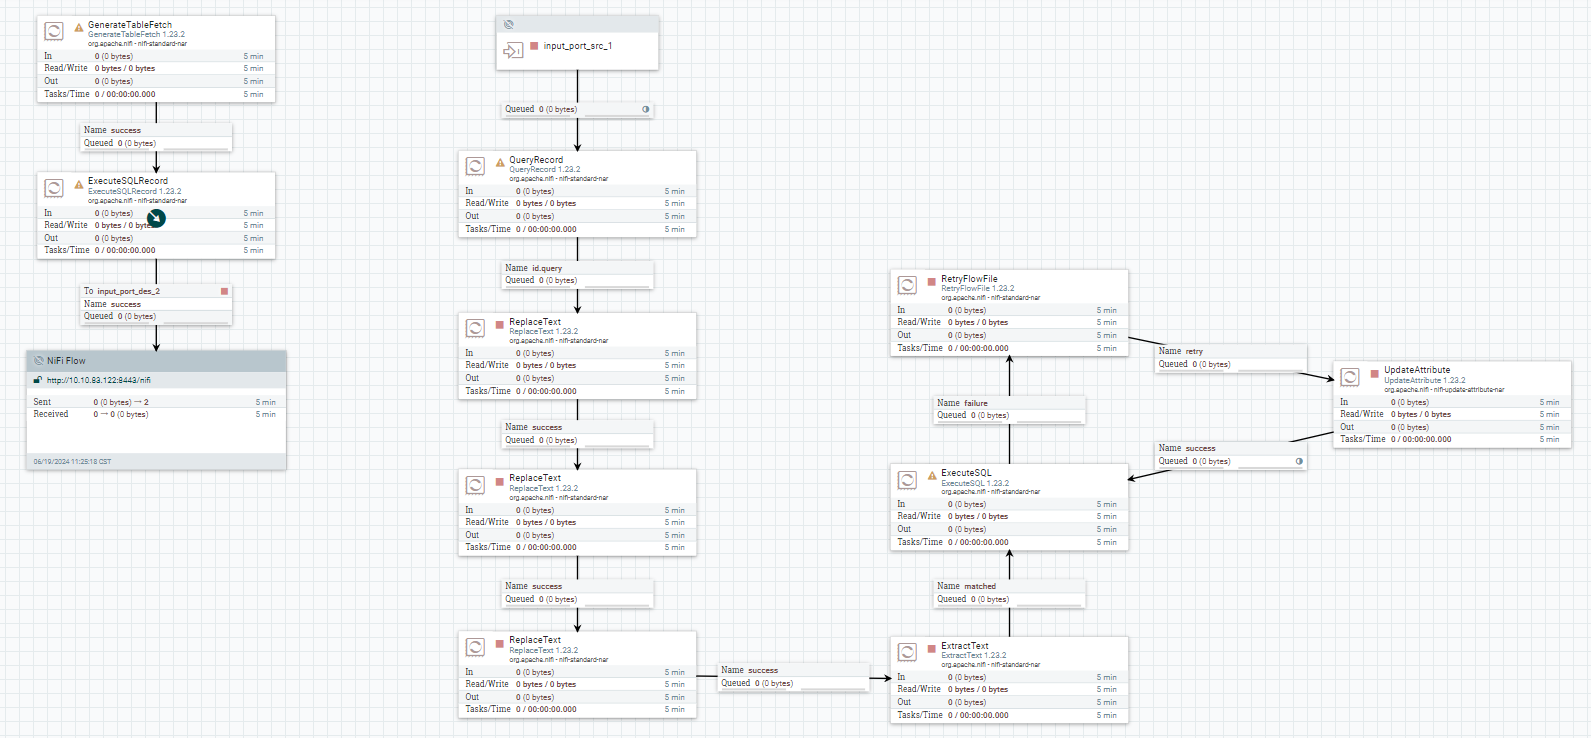 GenerateTableFetch
GenerateTableFetch 1.23.2
org.apache.nifi - nifi-standard-nar
In 0 (0 bytes) 5 min
Read/Write 0 bytes / 0 bytes 5 min
Out 0 (0 bytes) 5 min
Tasks/Time 0 / 00:00:00.000 5 min
Name success
Queued 0 (0 bytes)
ExecuteSQLRecord
ExecuteSQLRecord 1.23.2
org.apache.nifi - nifi-standard-nar
In 0 (0 bytes) 5 min
Read/Write 0 bytes / 0 bytes 5 min
Out 0 (0 bytes) 5 min
Tasks/Time 0 / 00:00:00.000 5 min
To input_port_des_2
Name success
Queued 0 (0 bytes)
NiFi Flow
http://10.10.83.122:8443/nifi
Sent 0 (0 bytes) → 2 5 min
Received 0 → 0 (0 bytes) 5 min
06/19/2024 11:25:18 CST
input_port_src_1
Queued 0 (0 bytes)
QueryRecord
QueryRecord 1.23.2
org.apache.nifi - nifi-standard-nar
In 0 (0 bytes) 5 min
Read/Write 0 bytes / 0 bytes 5 min
Out 0 (0 bytes) 5 min
Tasks/Time 0 / 00:00:00.000 5 min
Name id.query
Queued 0 (0 bytes)
ReplaceText
ReplaceText 1.23.2
org.apache.nifi - nifi-standard-nar
In 0 (0 bytes) 5 min
Read/Write 0 bytes / 0 bytes 5 min
Out 0 (0 bytes) 5 min
Tasks/Time 0 / 00:00:00.000 5 min
Name success
Queued 0 (0 bytes)
ReplaceText
ReplaceText 1.23.2
org.apache.nifi - nifi-standard-nar
In 0 (0 bytes) 5 min
Read/Write 0 bytes / 0 bytes 5 min
Out 0 (0 bytes) 5 min
Tasks/Time 0 / 00:00:00.000 5 min
Name success
Queued 0 (0 bytes)
ReplaceText
ReplaceText 1.23.2
org.apache.nifi - nifi-standard-nar
In 0 (0 bytes) 5 min
Read/Write 0 bytes / 0 bytes 5 min
Out 0 (0 bytes) 5 min
Tasks/Time 0 / 00:00:00.000 5 min
Name success
Queued 0 (0 bytes)
ExtractText
ExtractText 1.23.2
org.apache.nifi - nifi-standard-nar
In 0 (0 bytes) 5 min
Read/Write 0 bytes / 0 bytes 5 min
Out 0 (0 bytes) 5 min
Tasks/Time 0 / 00:00:00.000 5 min
Name matched
Queued 0 (0 bytes)
ExecuteSQL
ExecuteSQL 1.23.2
org.apache.nifi - nifi-standard-nar
In 0 (0 bytes) 5 min
Read/Write 0 bytes / 0 bytes 5 min
Out 0 (0 bytes) 5 min
Tasks/Time 0 / 00:00:00.000 5 min
Name failure
Queued 0 (0 bytes)
RetryFlowFile
RetryFlowFile 1.23.2
org.apache.nifi - nifi-standard-nar
In 0 (0 bytes) 5 min
Read/Write 0 bytes / 0 bytes 5 min
Out 0 (0 bytes) 5 min
Tasks/Time 0 / 00:00:00.000 5 min
Name retry
Queued 0 (0 bytes)
UpdateAttribute
UpdateAttribute 1.23.2
org.apache.nifi - nifi-update-attribute-nar
In 0 (0 bytes) 5 min
Read/Write 0 bytes / 0 bytes 5 min
Out 0 (0 bytes) 5 min
Tasks/Time 0 / 00:00:00.000 5 min
Name success
Queued 0 (0 bytes)